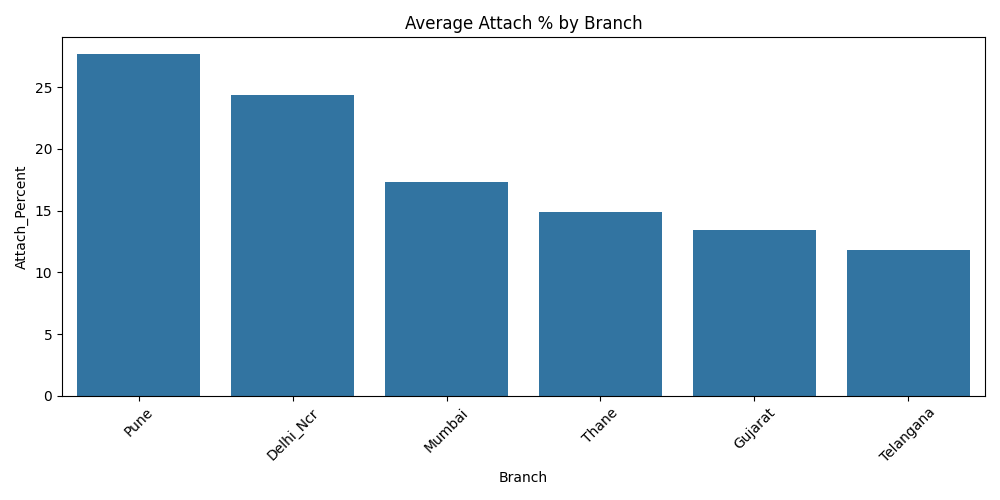 Average Attach % by Branch
Attach_Percent
25
20
15
10
5
0
Pune
Delhi_Ncr
Mumbai
Thane
Gujarat
Telangana
Branch